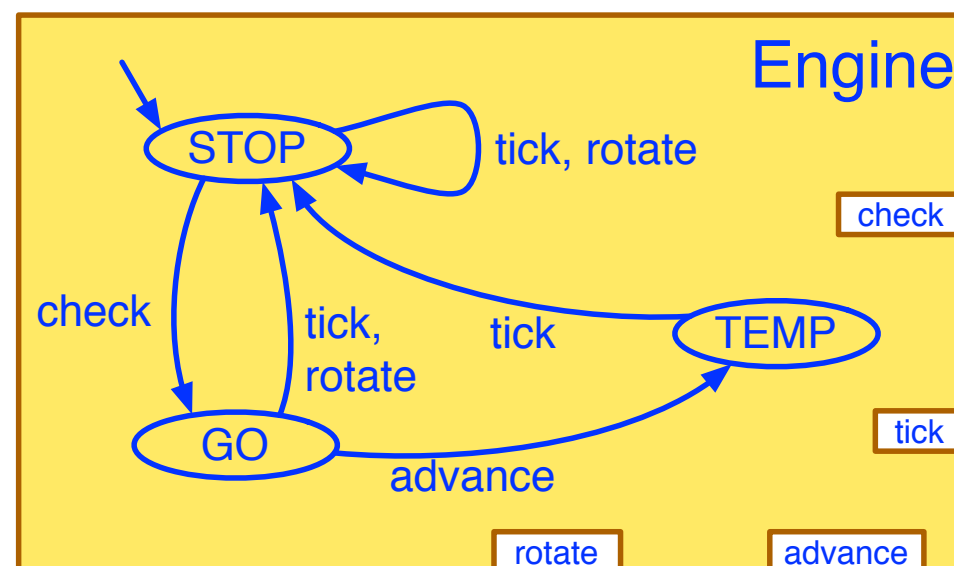 Engine
STOP
tick, rotate
check
check
tick,
rotate
tick
TEMP
GO
tick
advance
rotate
advance